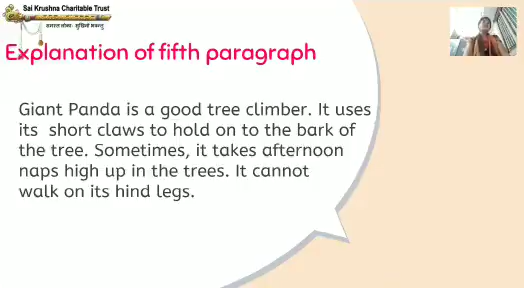 Sai Krushna Charitable Trust
Explanation of fifth paragraph
Giant Panda is a good tree climber. It uses
its short claws to hold on to the bark of
the tree. Sometimes, it takes afternoon
naps high up in the trees. It cannot
walk on its hind legs.